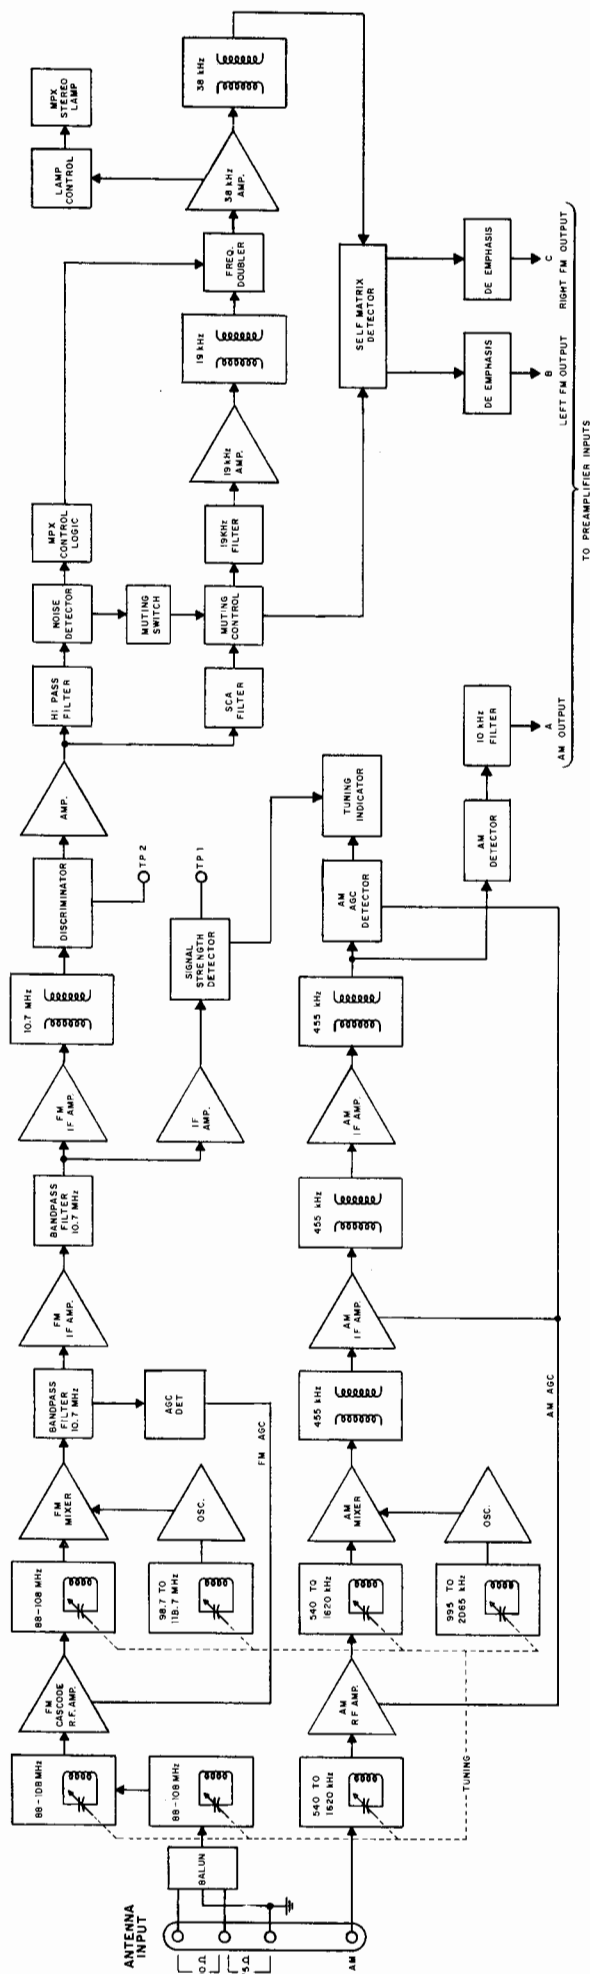 ANTENNA
INPUT
AM
BALUN
88-108 MHz
88-108 MHz
FM
CASCODE
R.F. AMP.
88-108 MHz
FM
MIXER
98.7 TO
118.7 MHz
OSC.
BANDPASS
FILTER
10.7 MHz
AGC
DET
FM AGC
FM
IF AMP.
BANDPASS
FILTER
10.7 MHz
FM
IF AMP.
10.7 MHz
DISCRIMINATOR
TP 2
AMP.
IF
AMP.
SIGNAL
STRENGTH
DETECTOR
TP 1
HI PASS
FILTER
NOISE
DETECTOR
MPX
CONTROL
LOGIC
MUTING
SWITCH
SCA
FILTER
MUTING
CONTROL
19KHz
FILTER
19kHz
AMP.
19 kHz
FREQ.
DOUBLER
38 kHz
AMP.
38 kHz
LAMP
CONTROL
MPX
STEREO
LAMP
SELF MATRIX
DETECTOR
DE EMPHASIS
DE EMPHASIS
B
LEFT FM OUTPUT
C
RIGHT FM OUTPUT
540 TO
1620 kHz
AM
R.F. AMP.
540 TO
1620 kHz
AM
MIXER
995 TO
2065 kHz
OSC.
TUNING
455 kHz
AM
IF AMP.
455 kHz
AM
IF AMP.
455 kHz
AM
AGC
DETECTOR
TUNING
INDICATOR
AM AGC
AM
DETECTOR
10 kHz
FILTER
A
AM OUTPUT
TO PREAMPLIFIER INPUTS